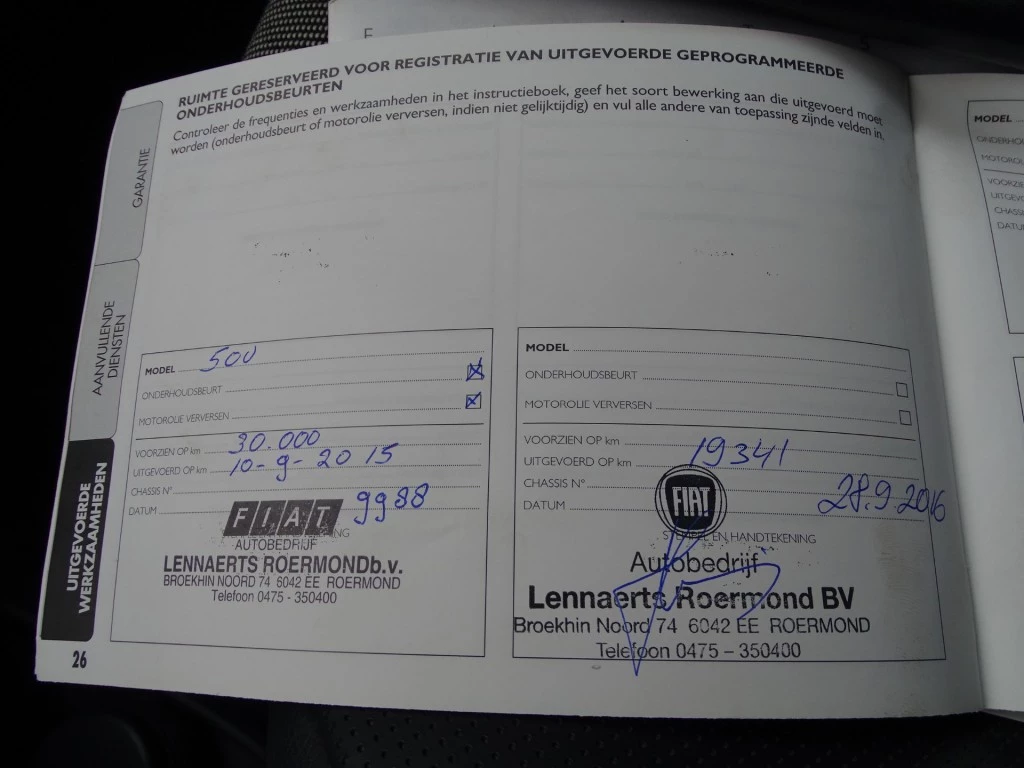 F
RUIMTE GERESERVEERD VOOR REGISTRATIE VAN UITGEVOERDE GEPROGRAMMEERDE
ONDERHOUDSBEURTEN
Controleer de frequenties en werkzaamheden in het instructieboek, geef het soort bewerking aan die uitgevoerd moet
worden (onderhoudsbeurt of motorolie verversen, indien niet gelijktijdig) en vul alle andere van toepassing zijnde velden in.
GARANTIE
AANVULLENDE
DIENSTEN
UITGEVOERDE
WERKZAAMHEDEN
26
MODEL 500
ONDERHOUDSBEURT
MOTOROLIE VERVERSEN
VOORZIEN OP km 30.000
UITGEVOERD OP km 10-9-2015
CHASSIS N°
DATUM 9988
FIAT
AUTOBEDRIJF
LENNAERTS ROERMONDb.v.
BROEKHIN NOORD 74 6042 EE ROERMOND
Telefoon 0475 - 350400
MODEL
ONDERHOUDSBEURT
MOTOROLIE VERVERSEN
VOORZIEN OP km
UITGEVOERD OP km 19341
CHASSIS N°
DATUM 28.9.2016
FIAT
STEMPEL EN HANDTEKENING
Autobedrijf
Lennaerts Roermond BV
Broekhin Noord 74 6042 EE ROERMOND
Telefoon 0475 - 350400
MODEL